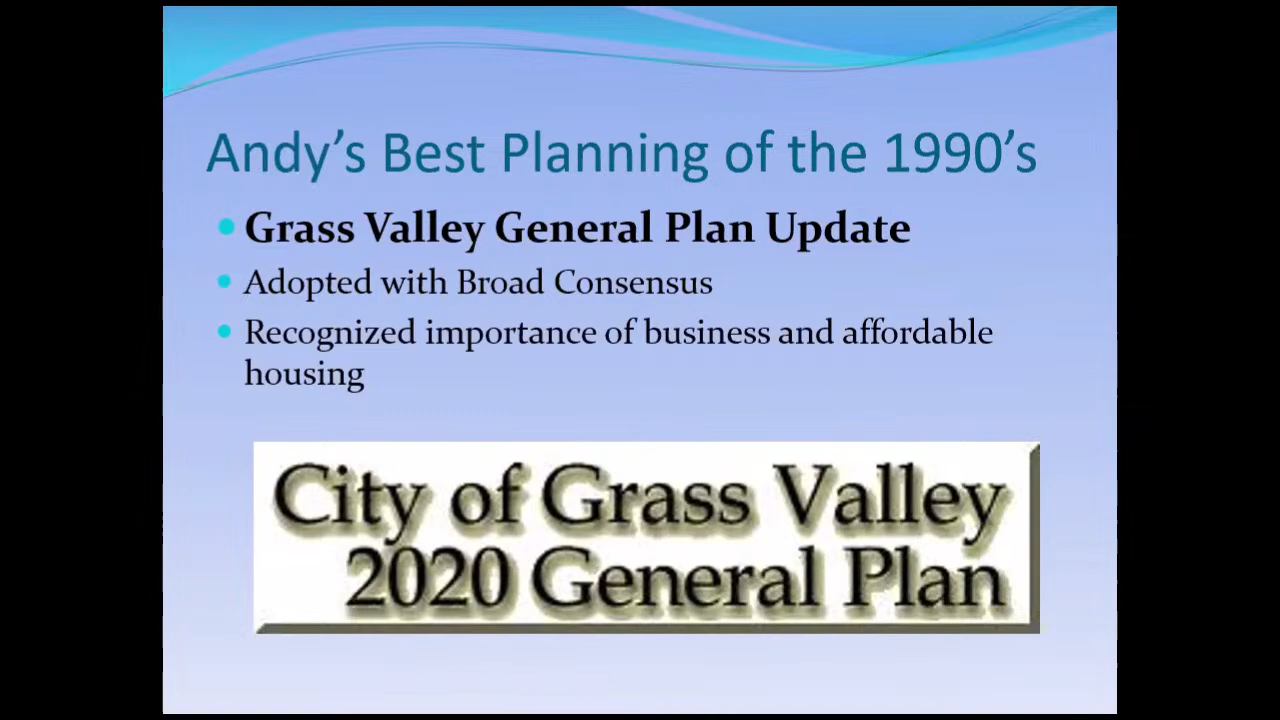 Andy's Best Planning of the 1990's
Grass Valley General Plan Update
Adopted with Broad Consensus
Recognized importance of business and affordable
housing
City of Grass Valley
2020 General Plan